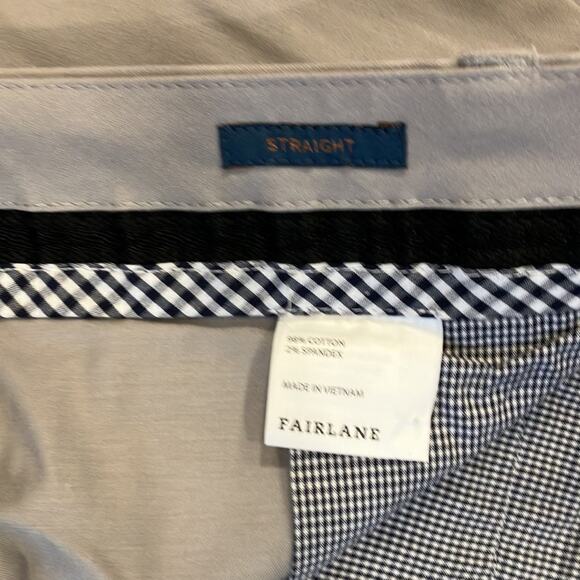 STRAIGHT
98% COTTON
2% SPANDEX
MADE IN VIETNAM
FAIRLANE